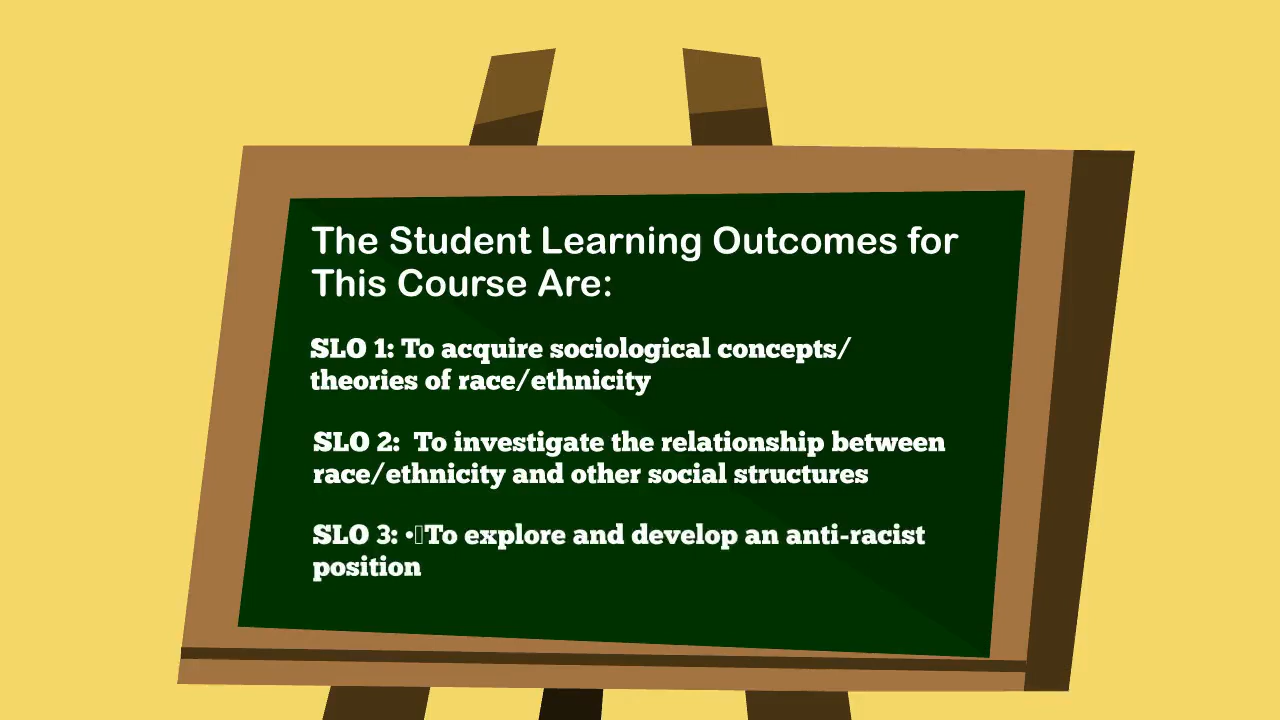 The Student Learning Outcomes for
This Course Are:
SLO 1: To acquire sociological concepts/
theories of race/ethnicity
SLO 2:  To investigate the relationship between
race/ethnicity and other social structures
SLO 3: •▯To explore and develop an anti-racist
position